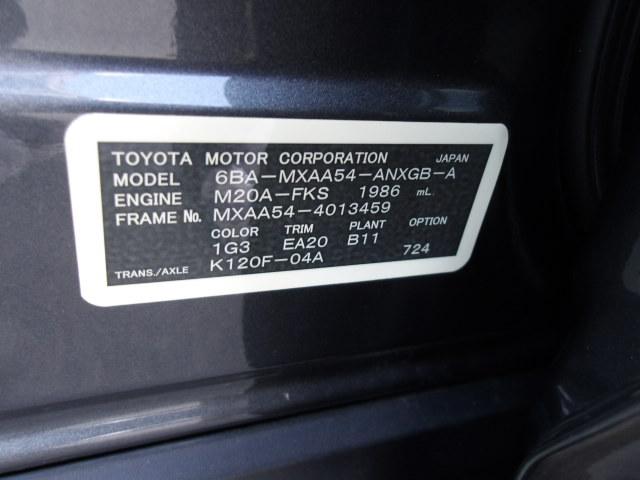 TOYOTA MOTOR CORPORATION JAPAN
MODEL 6BA-MXAA54-ANXGB-A
ENGINE M20A-FKS 1986 mL.
FRAME No. MXAA54-4013459
COLOR TRIM PLANT OPTION
1G3 EA20 B11 724
TRANS./AXLE K120F-04A